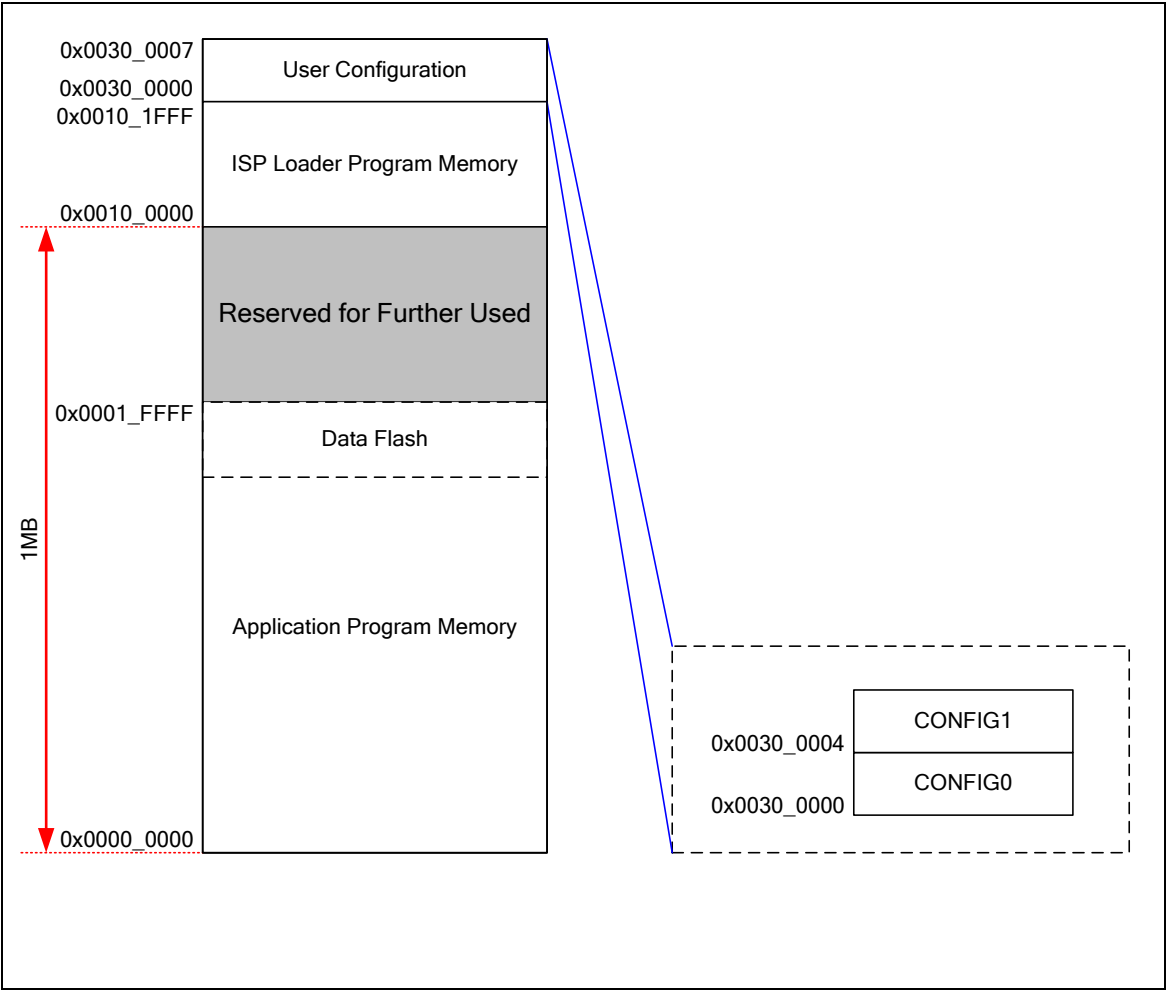 0x0030_0007
User Configuration
0x0030_0000
0x0010_1FFF
ISP Loader Program Memory
0x0010_0000
Reserved for Further Used
0x0001_FFFF
Data Flash
1MB
Application Program Memory
0x0000_0000
CONFIG1
0x0030_0004
CONFIG0
0x0030_0000